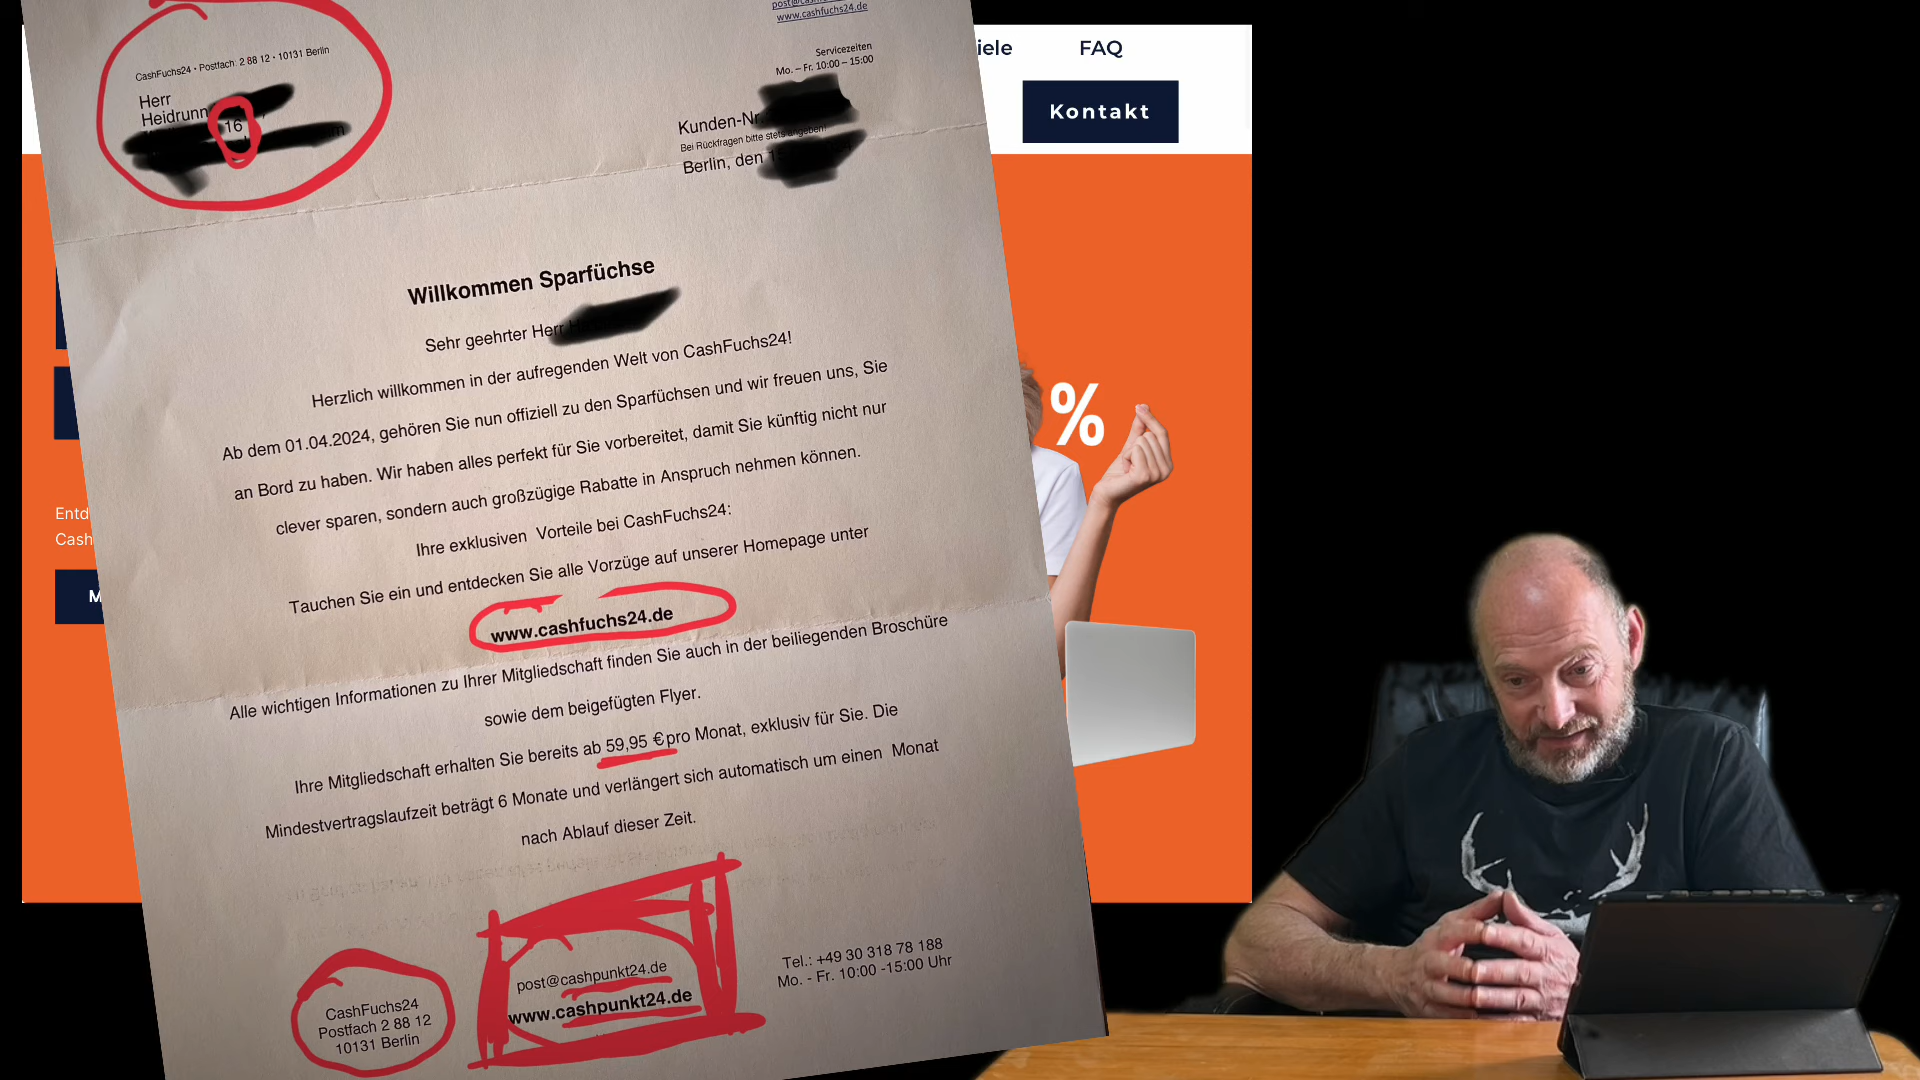 www.cashfuchs24.de
Servicezeiten
Mo. – Fr. 10:00 – 15:00
CashFuchs24 • Postfach: 2 88 12 • 10131 Berlin
Herr
Heidrunn
16
Kunden-Nr.
Bei Rückfragen bitte stets angeben!
Berlin, den
Willkommen Sparfüchse
Sehr geehrter Herr
Herzlich willkommen in der aufregenden Welt von CashFuchs24!
Ab dem 01.04.2024, gehören Sie nun offiziell zu den Sparfüchsen und wir freuen uns, Sie
an Bord zu haben. Wir haben alles perfekt für Sie vorbereitet, damit Sie künftig nicht nur
clever sparen, sondern auch großzügige Rabatte in Anspruch nehmen können.
Ihre exklusiven Vorteile bei CashFuchs24:
Tauchen Sie ein und entdecken Sie alle Vorzüge auf unserer Homepage unter
www.cashfuchs24.de
Alle wichtigen Informationen zu Ihrer Mitgliedschaft finden Sie auch in der beiliegenden Broschüre
sowie dem beigefügten Flyer.
Ihre Mitgliedschaft erhalten Sie bereits ab 59,95 € pro Monat, exklusiv für Sie. Die
Mindestvertragslaufzeit beträgt 6 Monate und verlängert sich automatisch um einen Monat
nach Ablauf dieser Zeit.
CashFuchs24
Postfach 2 88 12
10131 Berlin
post@cashpunkt24.de
www.cashpunkt24.de
Tel.: +49 30 318 78 188
Mo. - Fr. 10:00 -15:00 Uhr
iele
FAQ
Kontakt
%
Entd
Cash
M